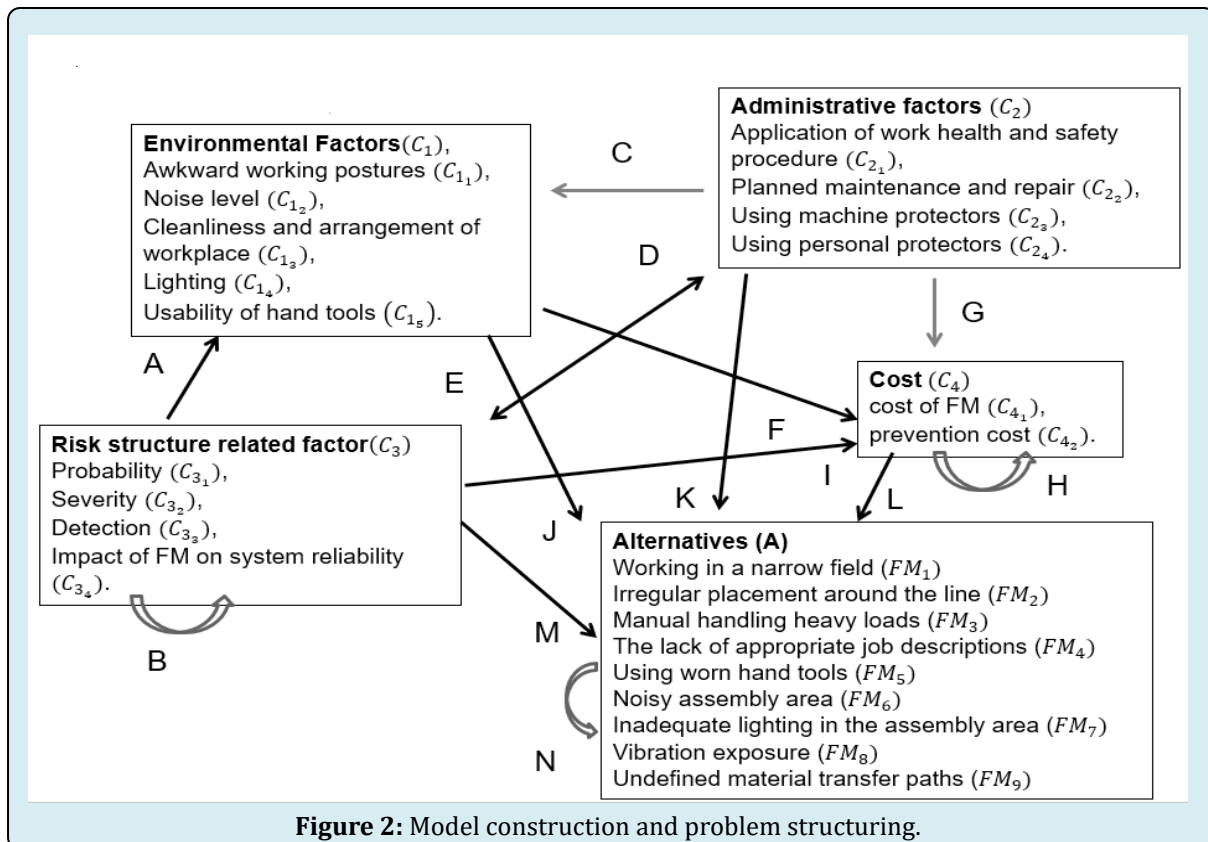 Environmental Factors(C₁),
Awkward working postures (C₁₁),
Noise level (C₁₂),
Cleanliness and arrangement of
workplace (C₁₃),
Lighting (C₁₄),
Usability of hand tools (C₁₅).
Administrative factors (C₂)
Application of work health and safety
procedure (C₂₁),
Planned maintenance and repair (C₂₂),
Using machine protectors (C₂₃),
Using personal protectors (C₂₄).
C
D
G
A
E
F
Cost (C₄)
cost of FM (C₄₁),
prevention cost (C₄₂).
Risk structure related factor(C₃)
Probability (C₃₁),
Severity (C₃₂),
Detection (C₃₃),
Impact of FM on system reliability
(C₃₄).
B
I
H
K
L
J
M
N
Alternatives (A)
Working in a narrow field (FM₁)
Irregular placement around the line (FM₂)
Manual handling heavy loads (FM₃)
The lack of appropriate job descriptions (FM₄)
Using worn hand tools (FM₅)
Noisy assembly area (FM₆)
Inadequate lighting in the assembly area (FM₇)
Vibration exposure (FM₈)
Undefined material transfer paths (FM₉)
Figure 2: Model construction and problem structuring.